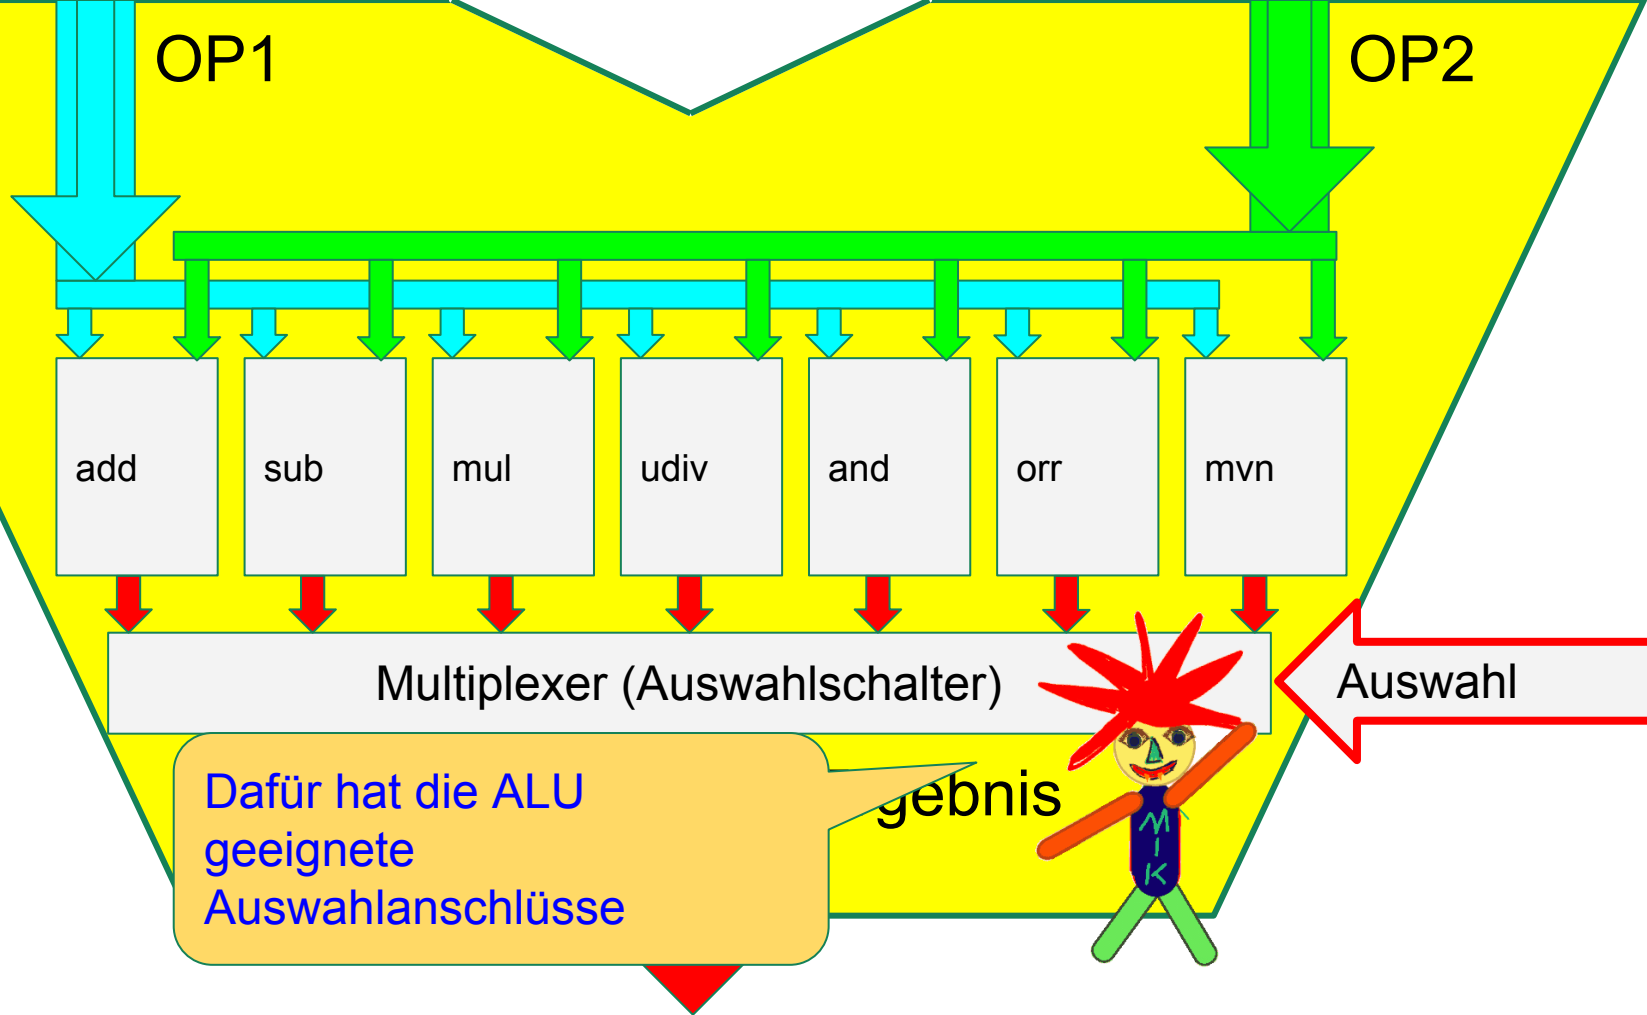 OP1
OP2
add
sub
mul
udiv
and
orr
mvn
Multiplexer (Auswahlschalter)
Auswahl
Dafür hat die ALU
geeignete
Auswahlanschlüsse
gebnis
M
I
K